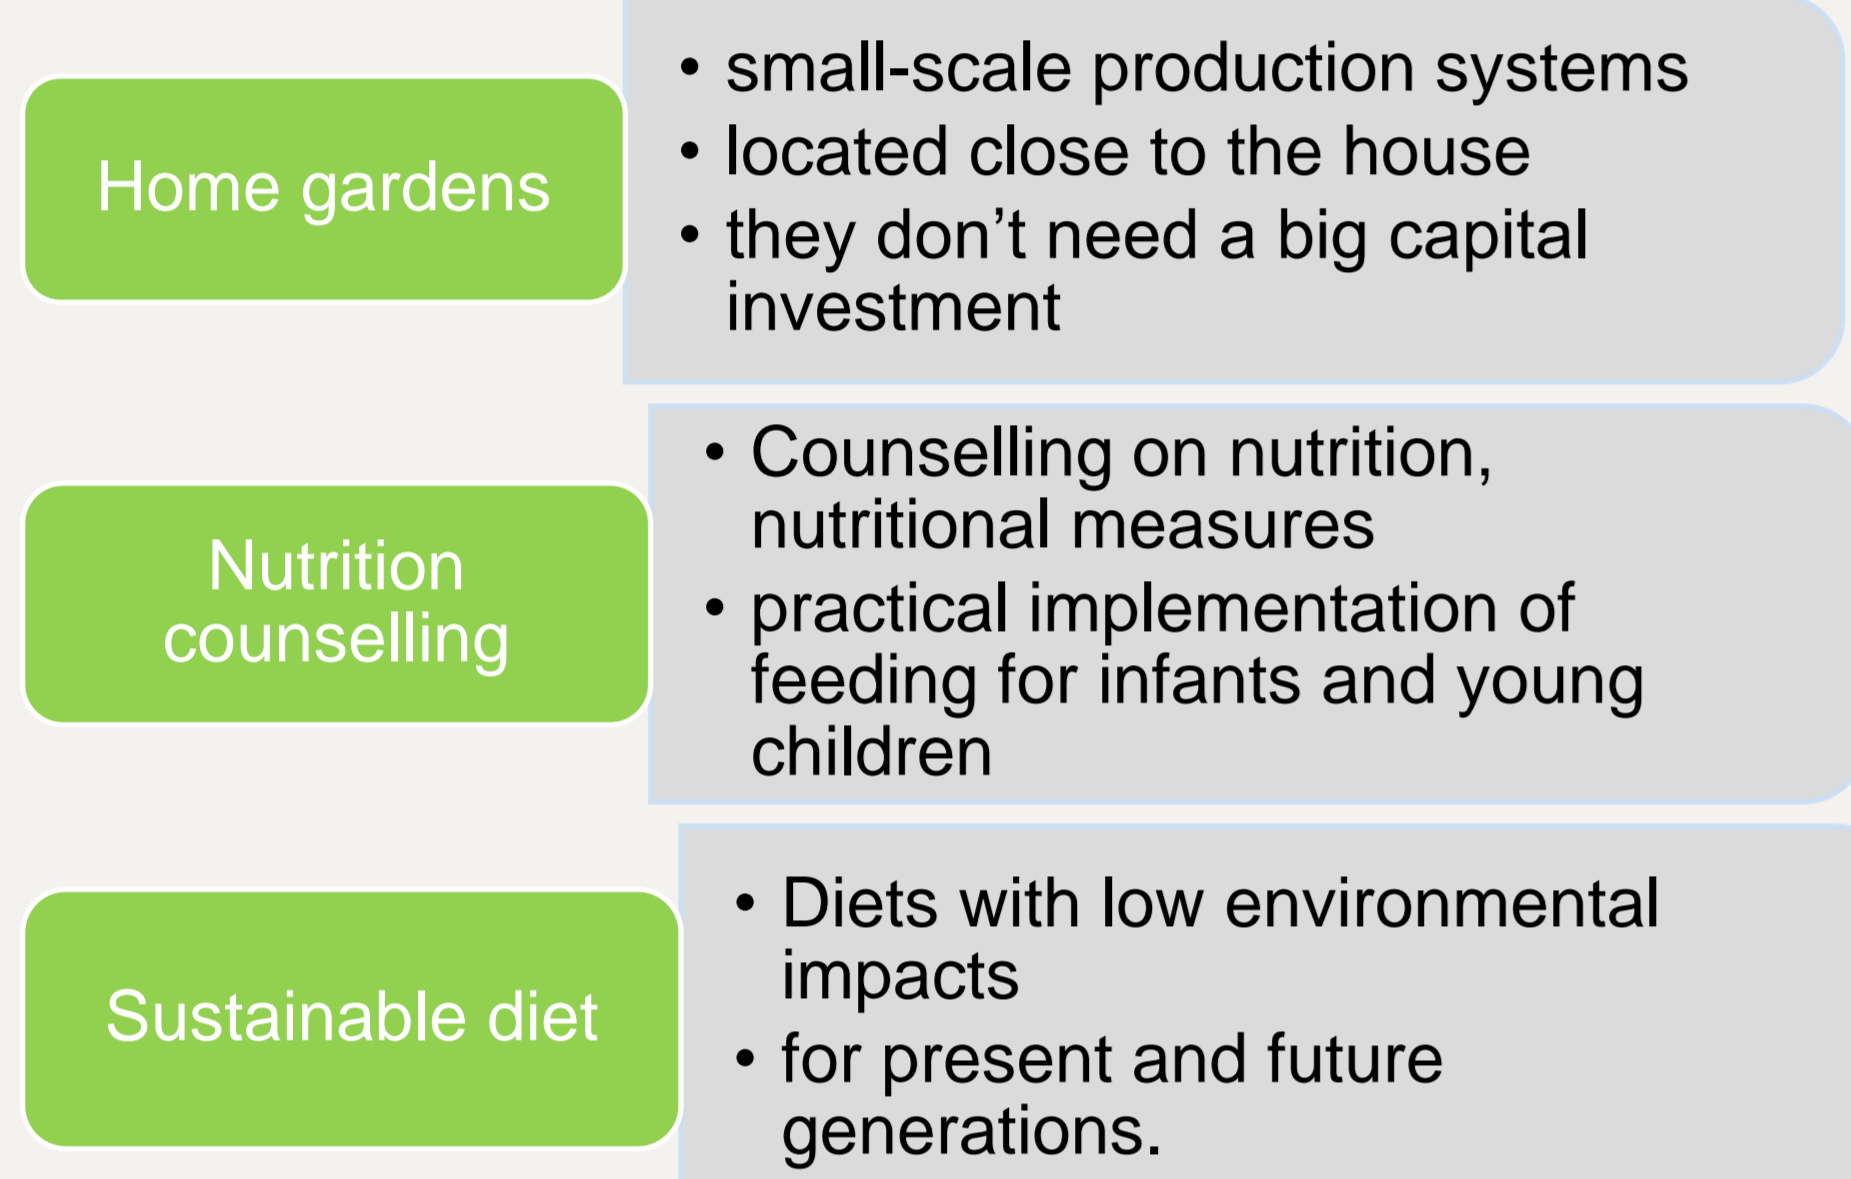 Home gardens
• small-scale production systems
• located close to the house
• they don’t need a big capital
investment
Nutrition
counselling
• Counselling on nutrition,
nutritional measures
• practical implementation of
feeding for infants and young
children
Sustainable diet
• Diets with low environmental
impacts
• for present and future
generations.